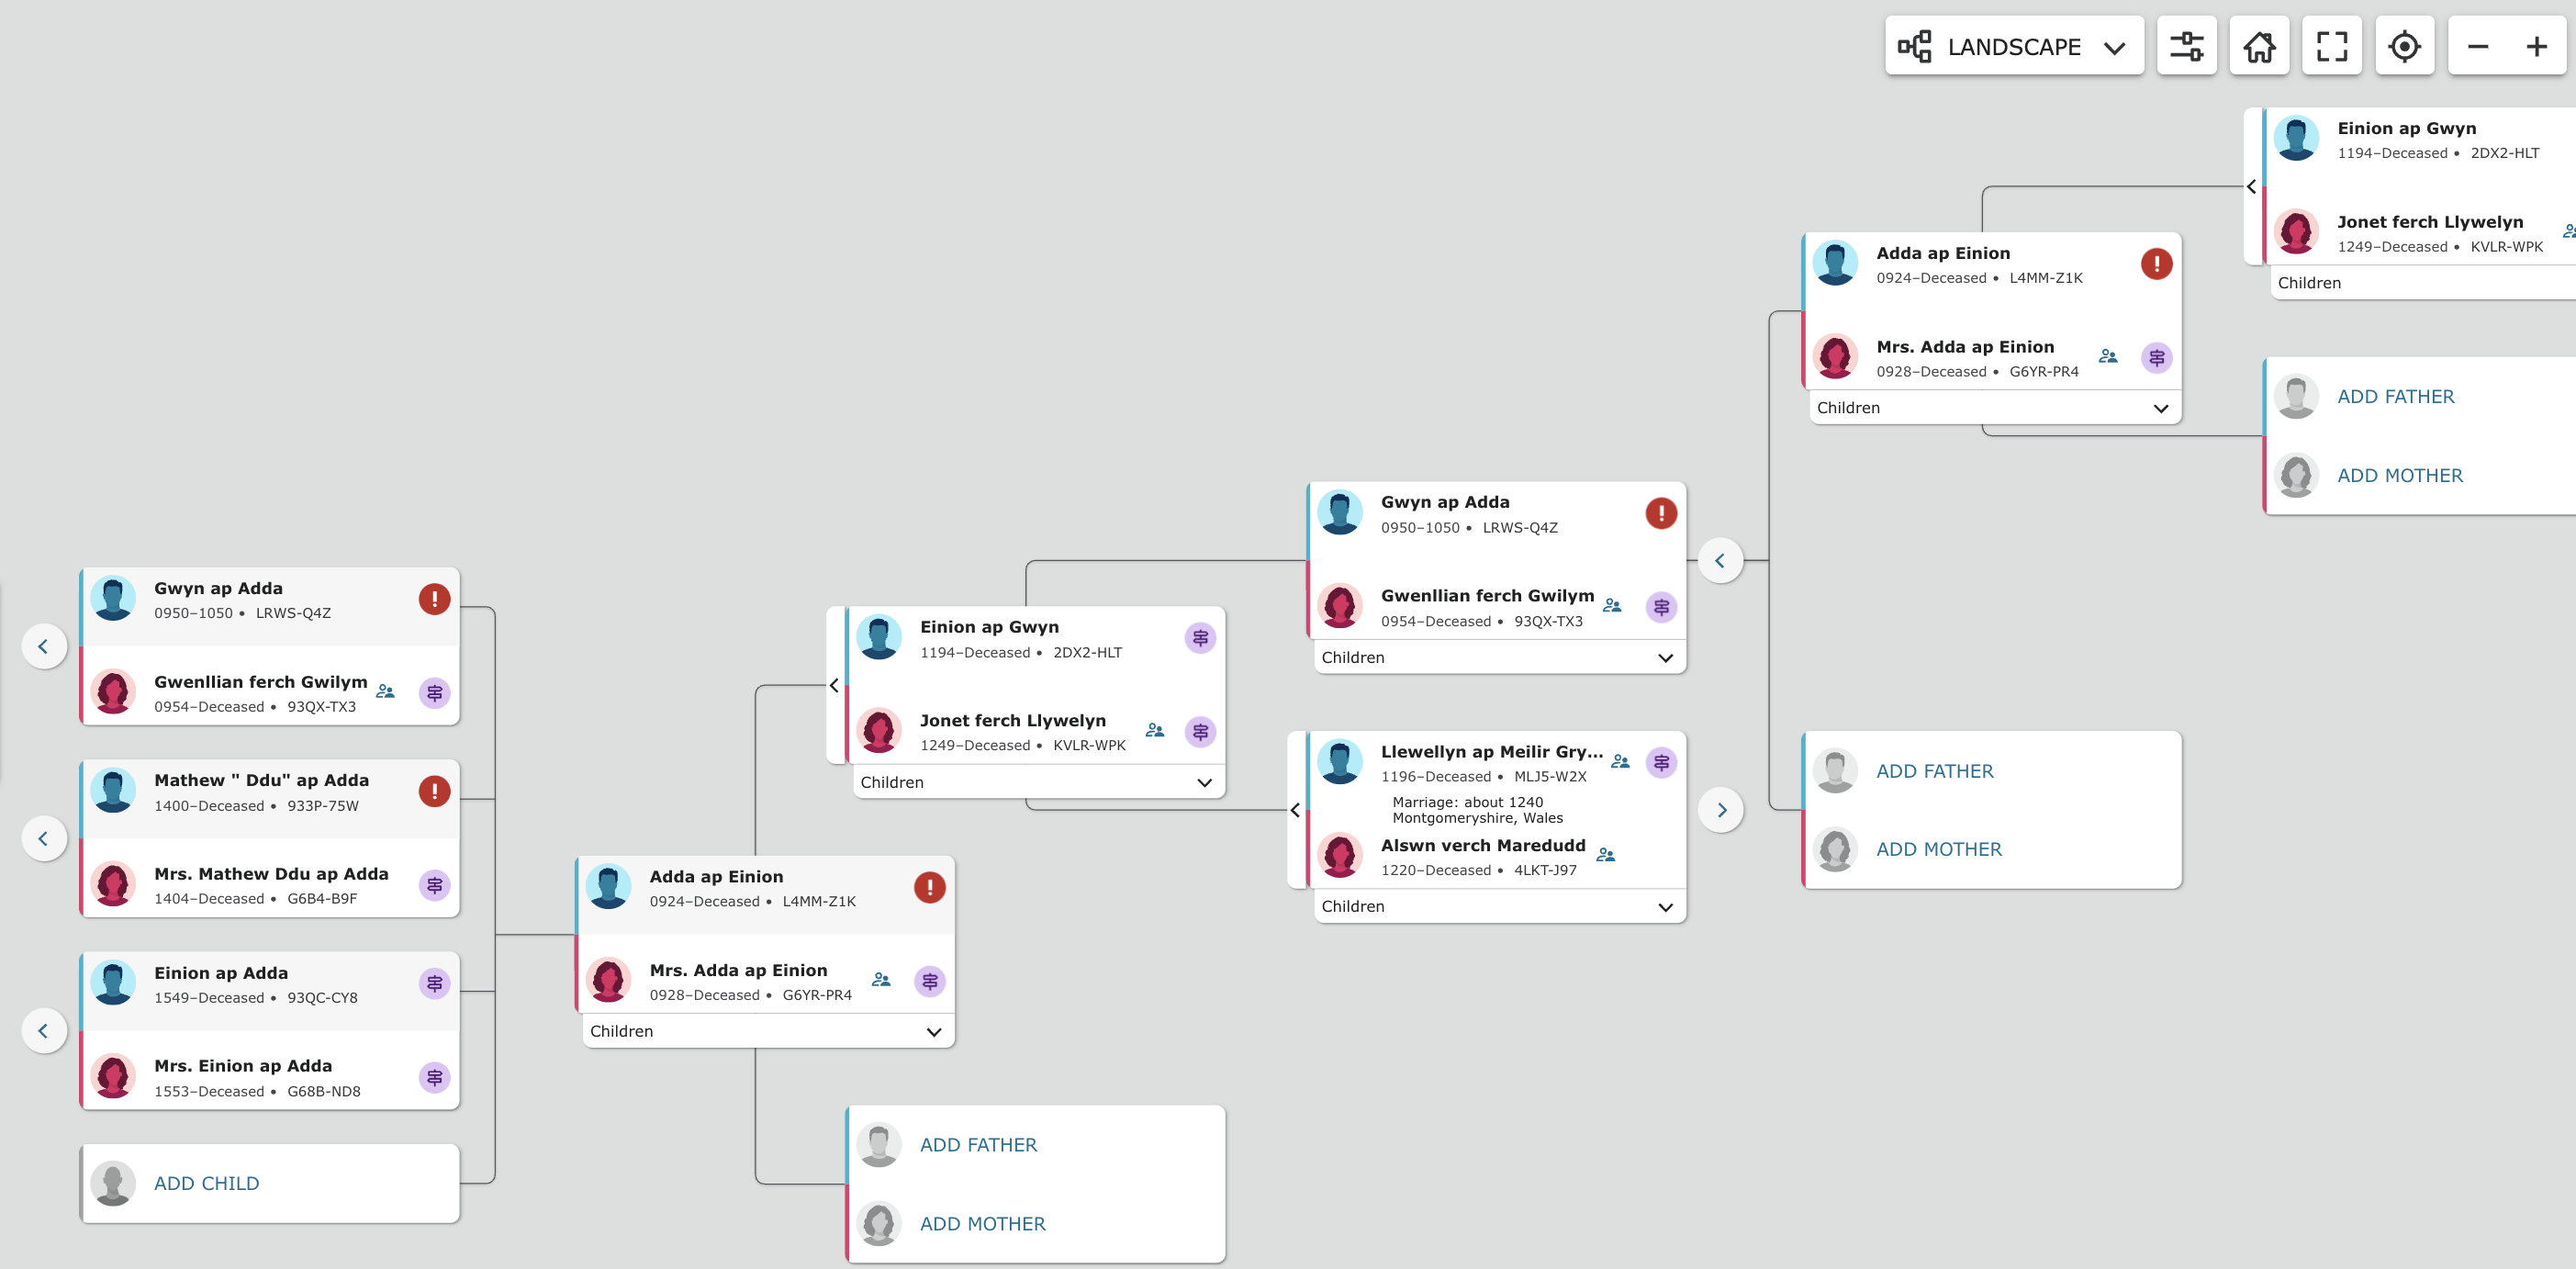 LANDSCAPE
Einion ap Gwyn
1194–Deceased • 2DX2-HLT
Jonet ferch Llywelyn
1249–Deceased • KVLR-WPK
Children
Adda ap Einion
0924–Deceased • L4MM-Z1K
Mrs. Adda ap Einion
0928–Deceased • G6YR-PR4
Children
ADD FATHER
ADD MOTHER
Gwyn ap Adda
0950–1050 • LRWS-Q4Z
Gwenllian ferch Gwilym
0954–Deceased • 93QX-TX3
Children
Gwyn ap Adda
0950–1050 • LRWS-Q4Z
Gwenllian ferch Gwilym
0954–Deceased • 93QX-TX3
Einion ap Gwyn
1194–Deceased • 2DX2-HLT
Jonet ferch Llywelyn
1249–Deceased • KVLR-WPK
Children
Llewellyn ap Meilir Gry...
1196–Deceased • MLJ5-W2X
Marriage: about 1240
Montgomeryshire, Wales
Alswn verch Maredudd
1220–Deceased • 4LKT-J97
Children
ADD FATHER
ADD MOTHER
Mathew " Ddu" ap Adda
1400–Deceased • 933P-75W
Mrs. Mathew Ddu ap Adda
1404–Deceased • G6B4-B9F
Adda ap Einion
0924–Deceased • L4MM-Z1K
Mrs. Adda ap Einion
0928–Deceased • G6YR-PR4
Children
Einion ap Adda
1549–Deceased • 93QC-CY8
Mrs. Einion ap Adda
1553–Deceased • G68B-ND8
ADD CHILD
ADD FATHER
ADD MOTHER